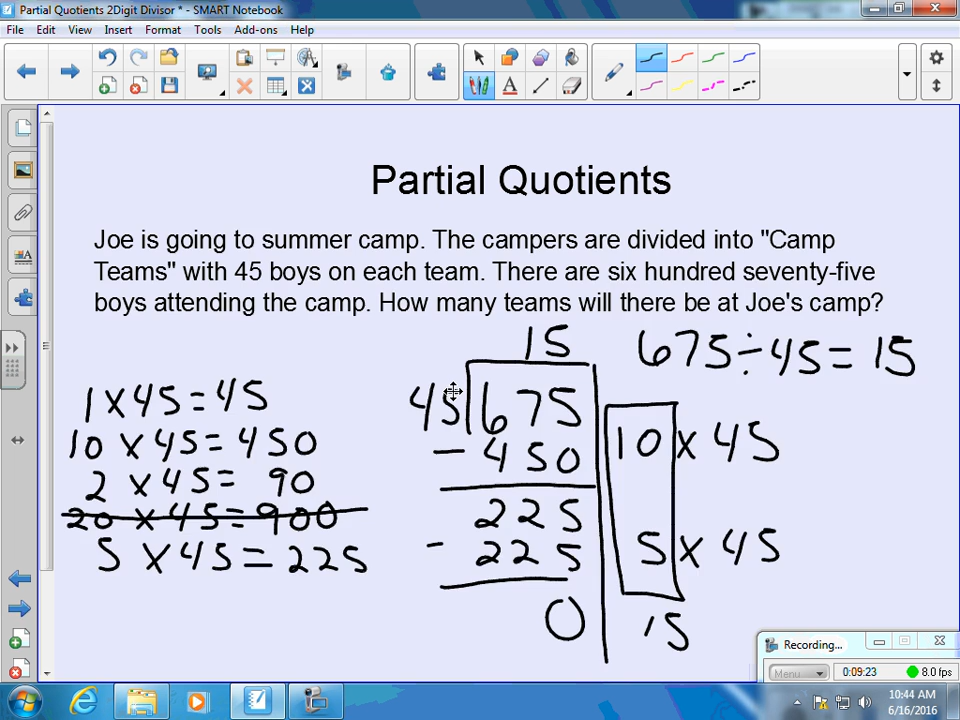 Partial Quotients 2Digit Divisor * - SMART Notebook
File Edit View Insert Format Tools Add-ons Help
Partial Quotients
Joe is going to summer camp. The campers are divided into "Camp
Teams" with 45 boys on each team. There are six hundred seventy-five
boys attending the camp. How many teams will there be at Joe's camp?
15
675÷45=15
1×45=45
45 675
10×45=450
-450
10×45
2×45=90
20×45=900
225
5×45=225
-225
5×45
0
15
Recording...
Menu
0:09:23
8.0 fps
10:44 AM
6/16/2016